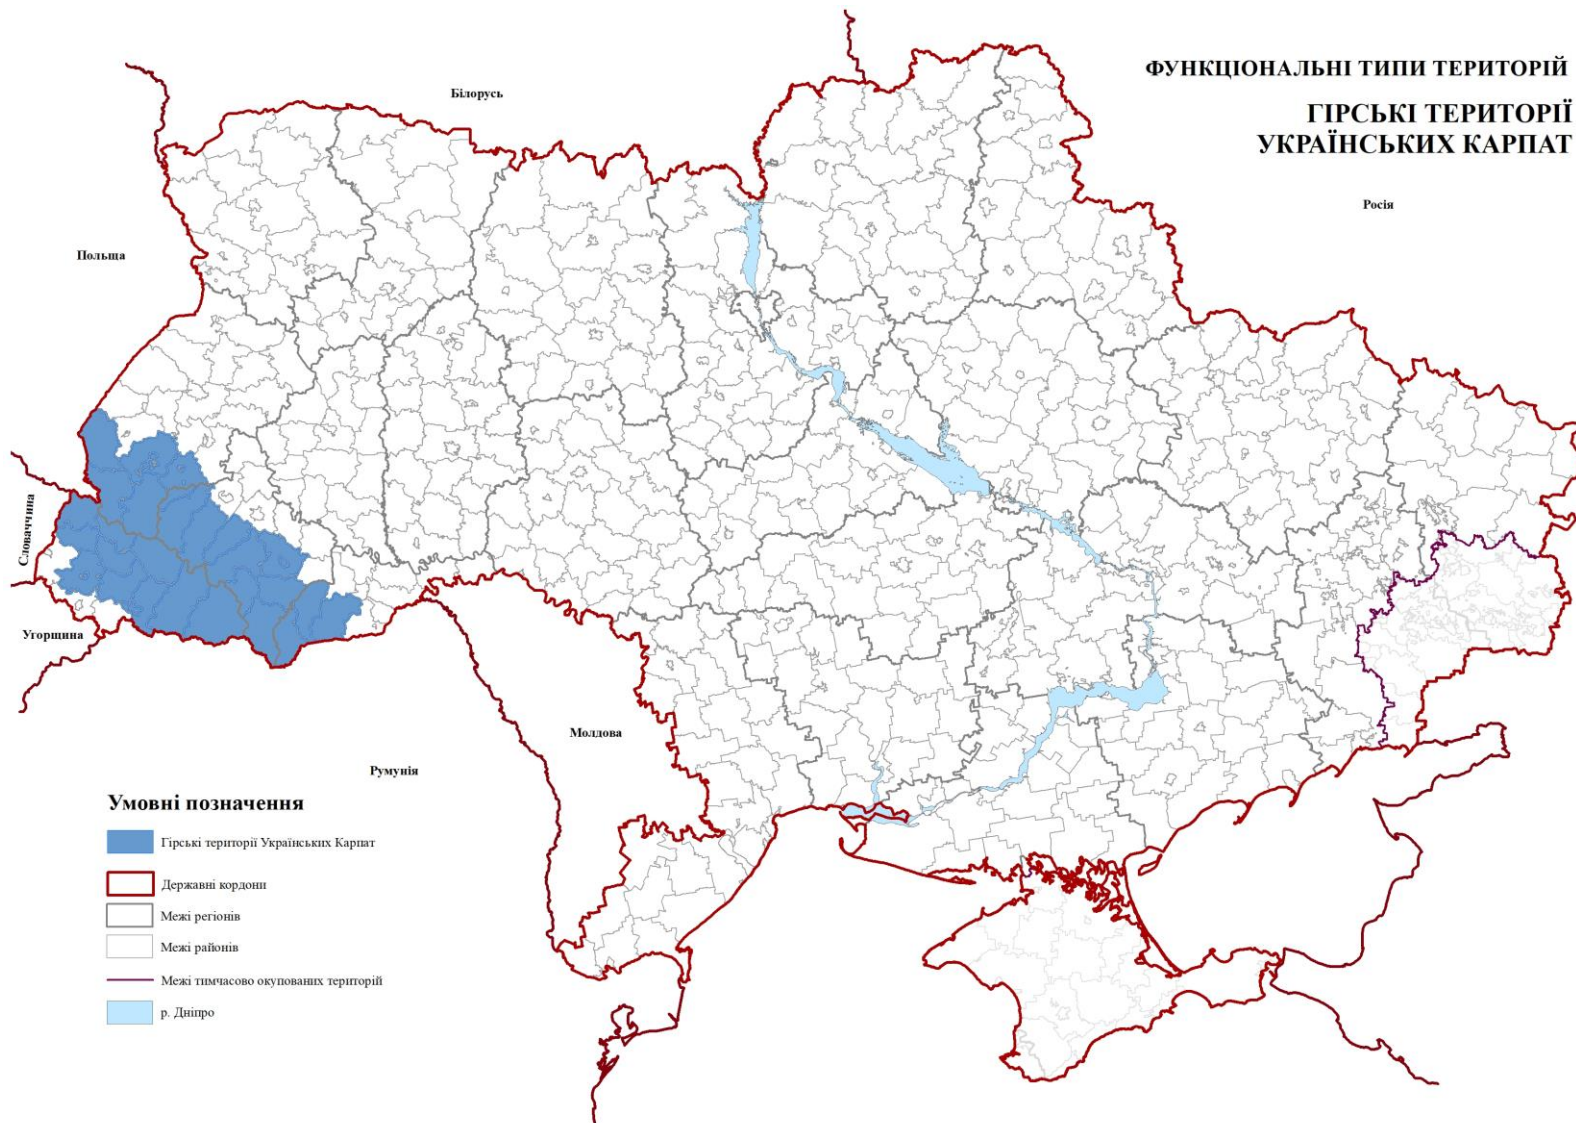 ФУНКЦІОНАЛЬНІ ТИПИ ТЕРИТОРІЙ
ГІРСЬКІ ТЕРИТОРІЇ
УКРАЇНСЬКИХ КАРПАТ
Білорусь
Росія
Польща
Словаччина
Угорщина
Молдова
Румунія
Умовні позначення
Гірські території Українських Карпат
Державні кордони
Межі регіонів
Межі районів
Межі тимчасово окупованих територій
р. Дніпро